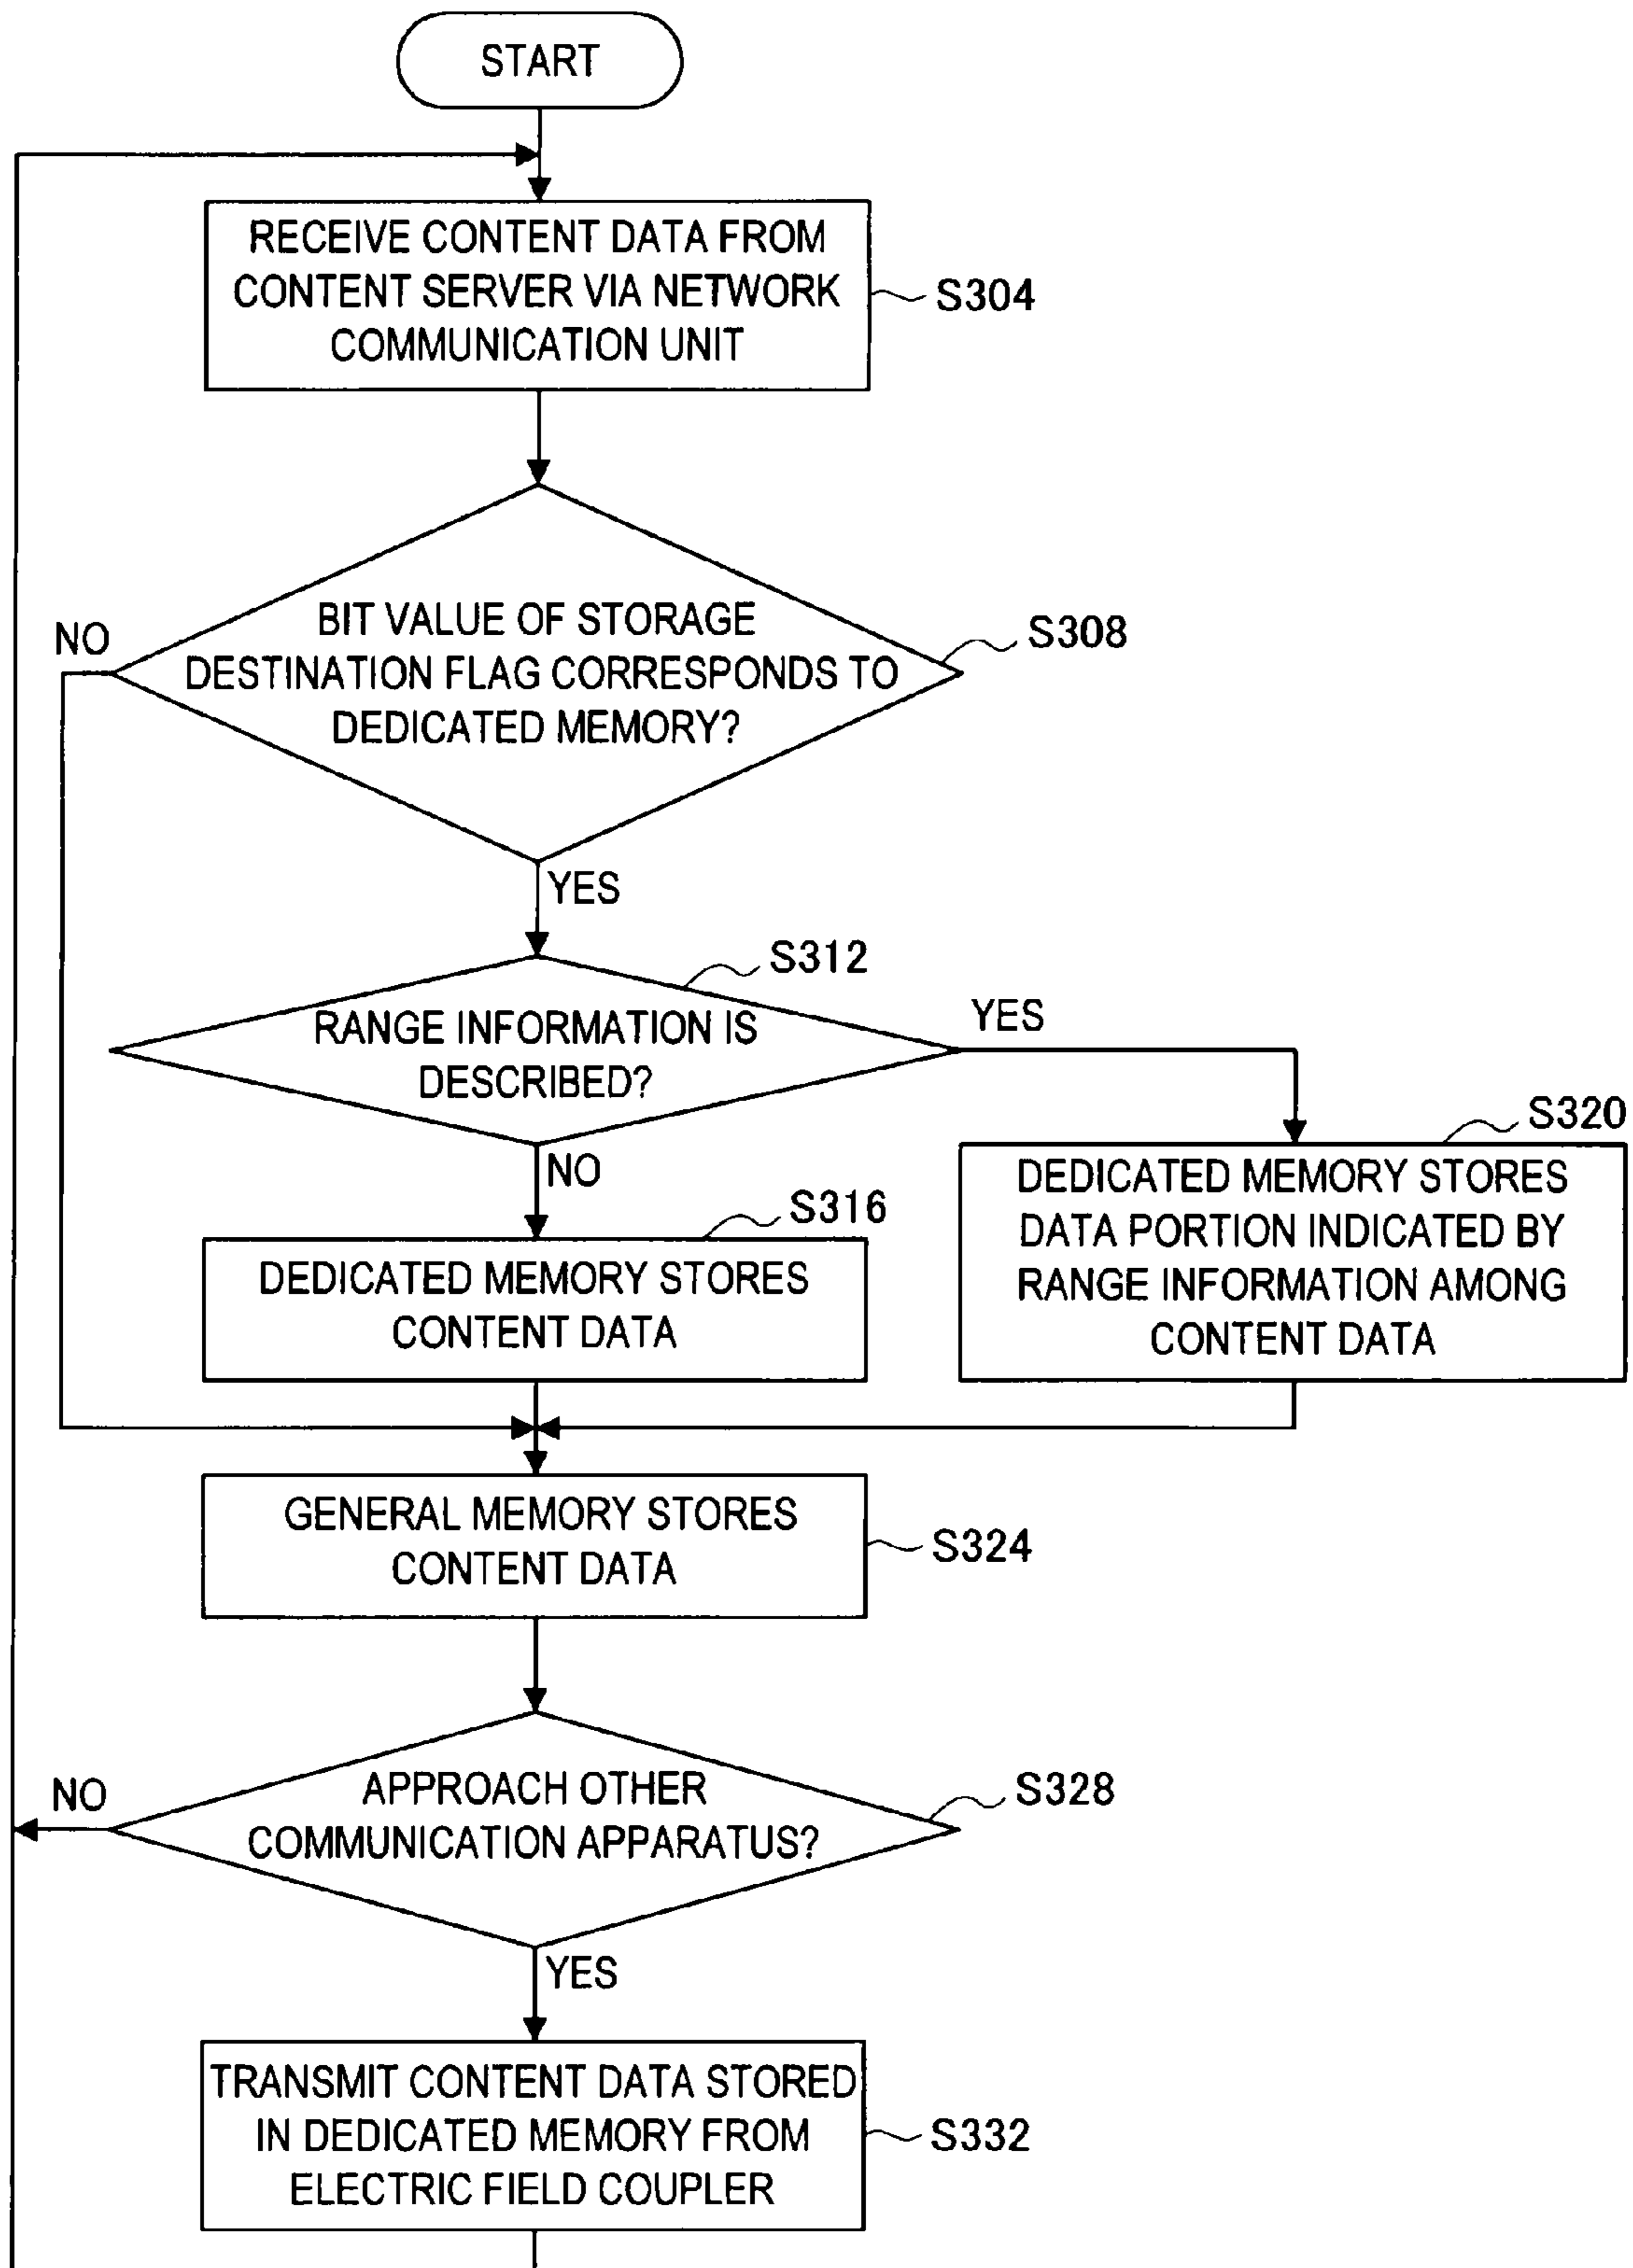 START
RECEIVE CONTENT DATA FROM
CONTENT SERVER VIA NETWORK
COMMUNICATION UNIT
S304
BIT VALUE OF STORAGE
DESTINATION FLAG CORRESPONDS TO
DEDICATED MEMORY?
S308
NO
YES
S312
RANGE INFORMATION IS
DESCRIBED?
YES
NO
S316
DEDICATED MEMORY STORES
CONTENT DATA
S320
DEDICATED MEMORY STORES
DATA PORTION INDICATED BY
RANGE INFORMATION AMONG
CONTENT DATA
GENERAL MEMORY STORES
CONTENT DATA
S324
APPROACH OTHER
COMMUNICATION APPARATUS?
S328
NO
YES
TRANSMIT CONTENT DATA STORED
IN DEDICATED MEMORY FROM
ELECTRIC FIELD COUPLER
S332